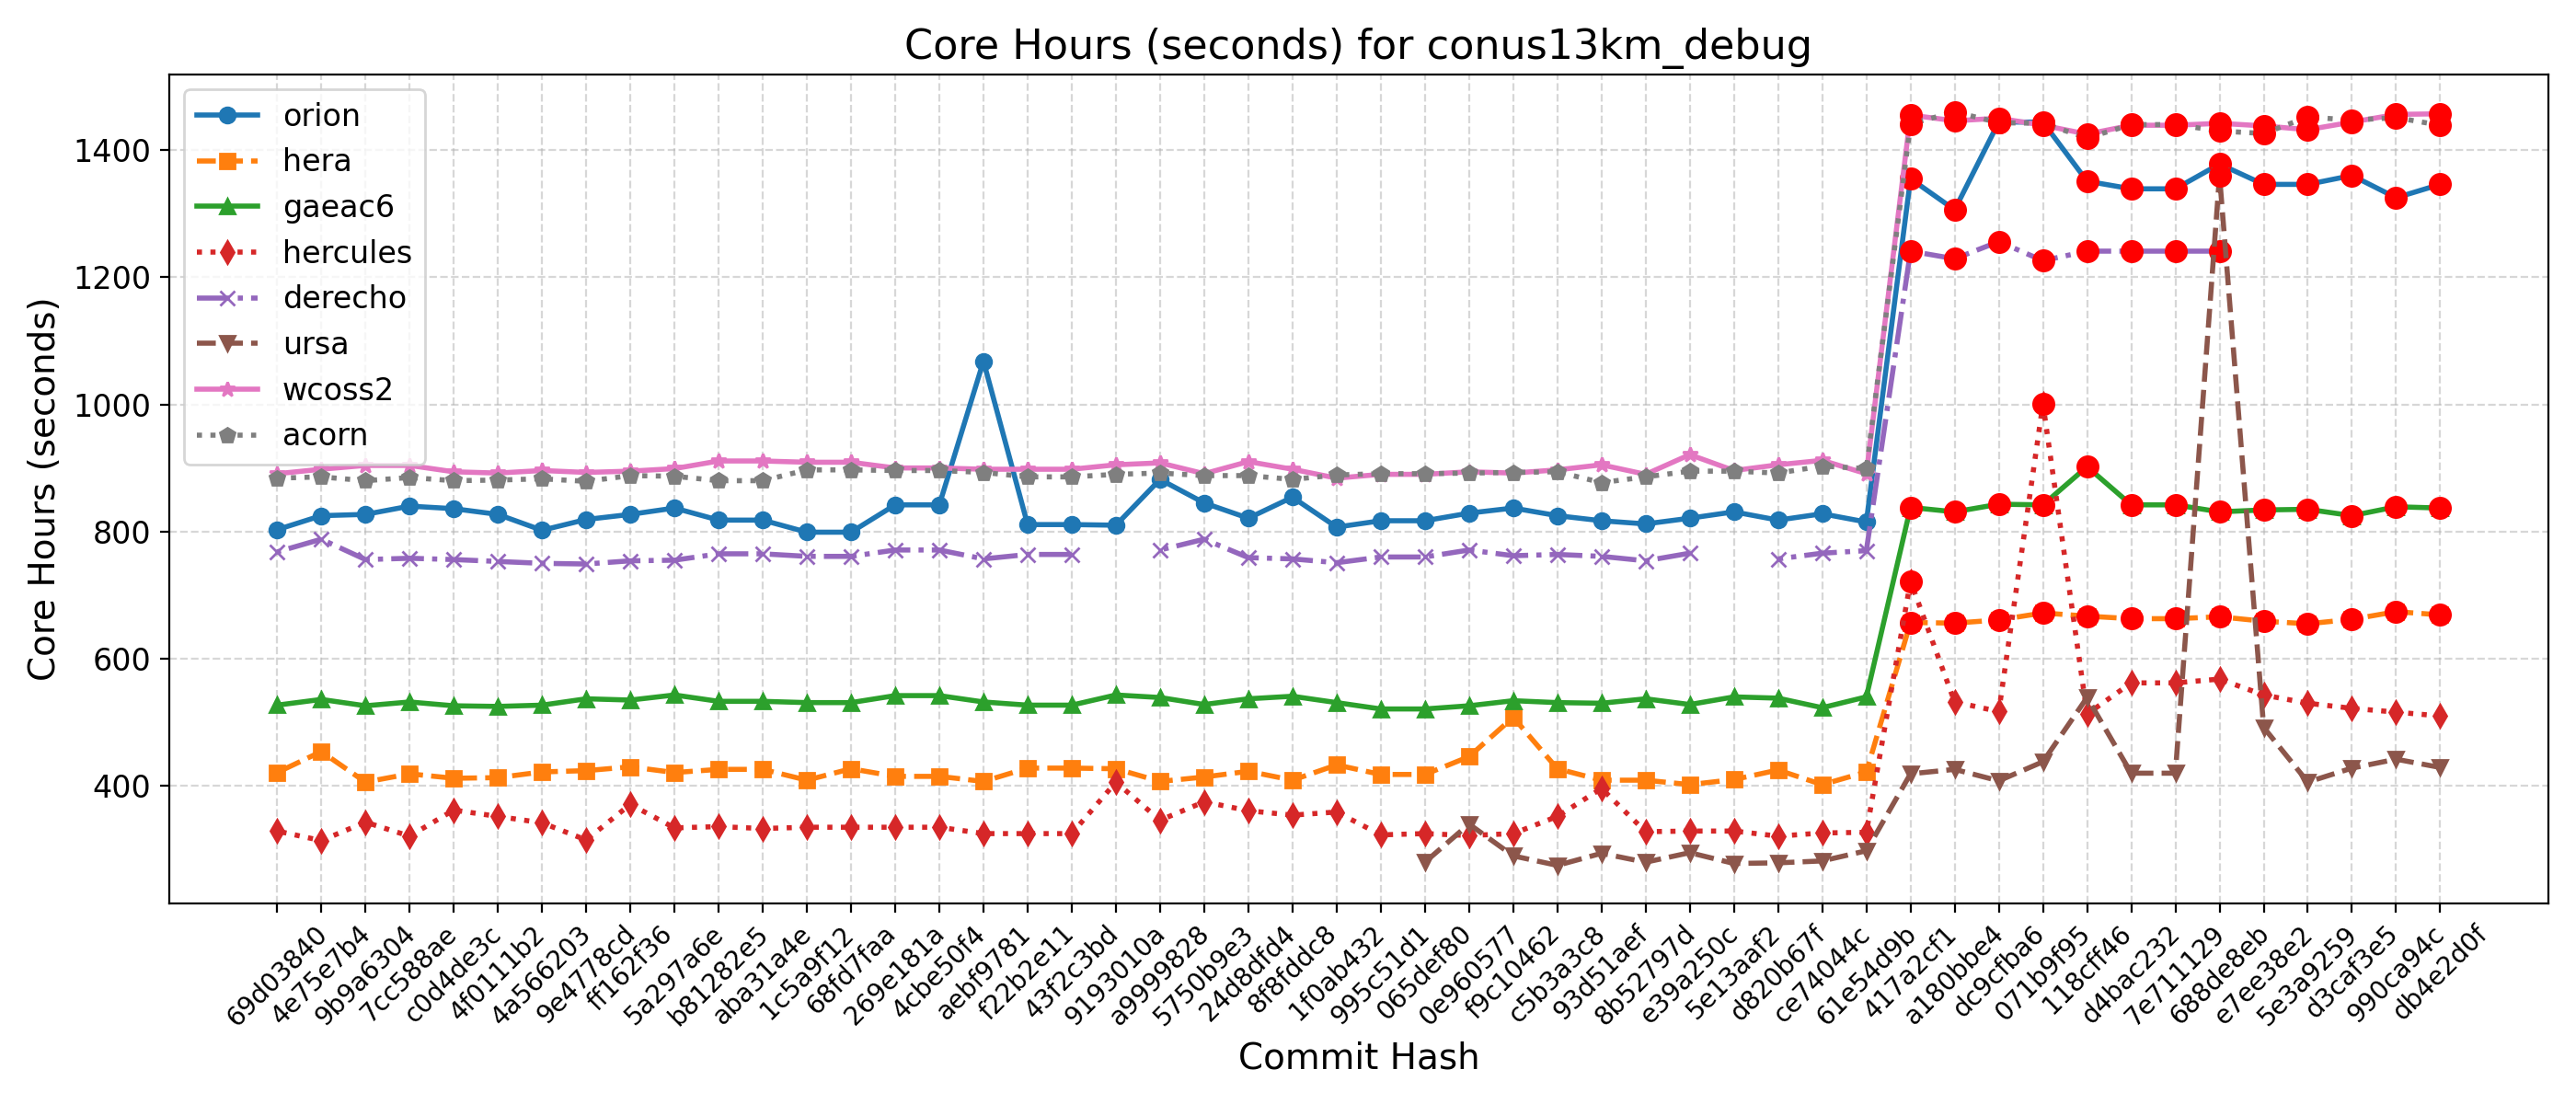 Core Hours (seconds) for conus13km_debug
Core Hours (seconds)
1400
1200
1000
800
600
400
orion
hera
gaeac6
hercules
derecho
ursa
wcoss2
acorn
69d03840
4e75e7b4
9b9a6304
7cc588ae
c0d4de3c
4f0111b2
4a566203
9e4778cd
ff162f36
5a297a6e
b81282e5
aba31a4e
1c5a9f12
68fd7faa
269e181a
4cbe50f4
aebf9781
f22b2e11
43f2c3bd
9193010a
a9999828
5750b9e3
24d8dfd4
8f8fddc8
1f0ab432
995c51d1
065def80
0e960577
f9c10462
c5b3a3c8
93d51aef
8b52797d
e39a250c
5e13aaf2
d820b67f
ce74044c
61e54d9b
417a2cf1
a180bbe4
dc9cfba6
071b9f95
118cff46
d4bac232
7e711129
688de8eb
e7ee38e2
5e3a9259
d3caf3e5
990ca94c
db4e2d0f
Commit Hash